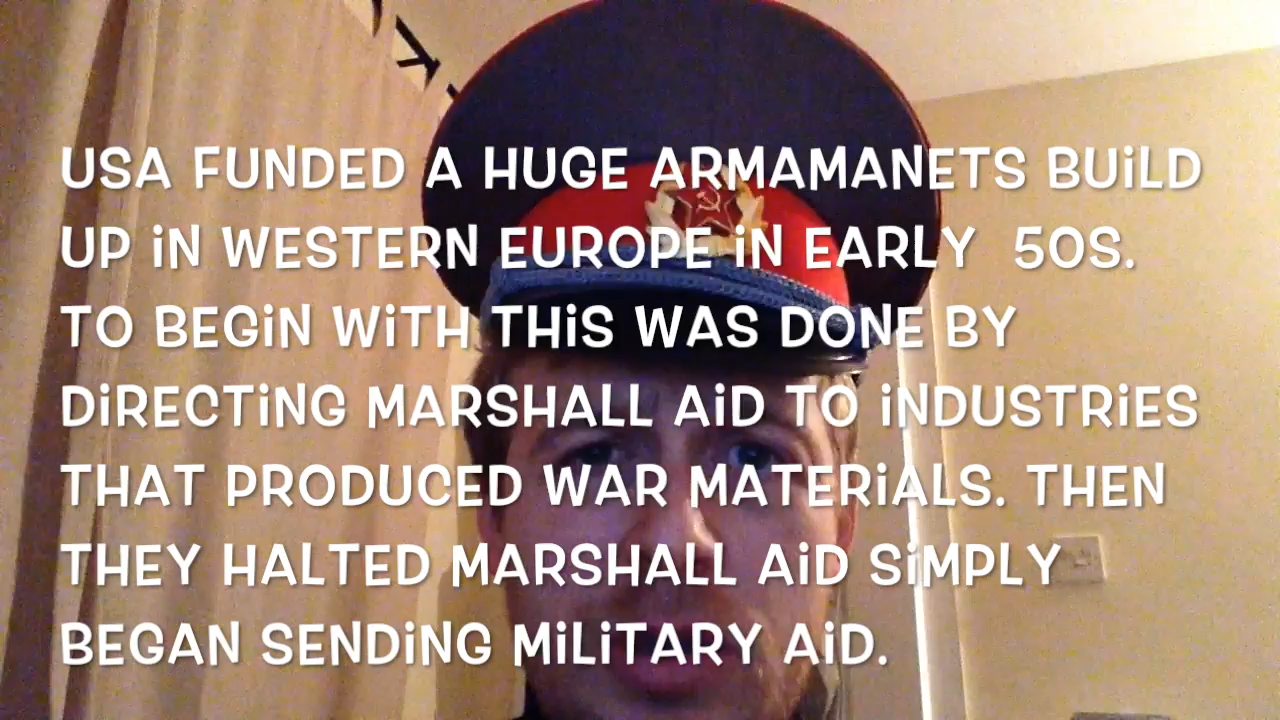 USA FUNDED A HUGE ARMAMANETS BUiLD
UP iN WESTERN EUROPE iN EARLY 50S.
TO BEGiN WiTH THiS WAS DONE BY
DiRECTiNG MARSHALL AiD TO iNDUSTRiES
THAT PRODUCED WAR MATERiALS. THEN
THEY HALTED MARSHALL AiD SiMPLY
BEGAN SENDiNG MiLiTARY AiD.